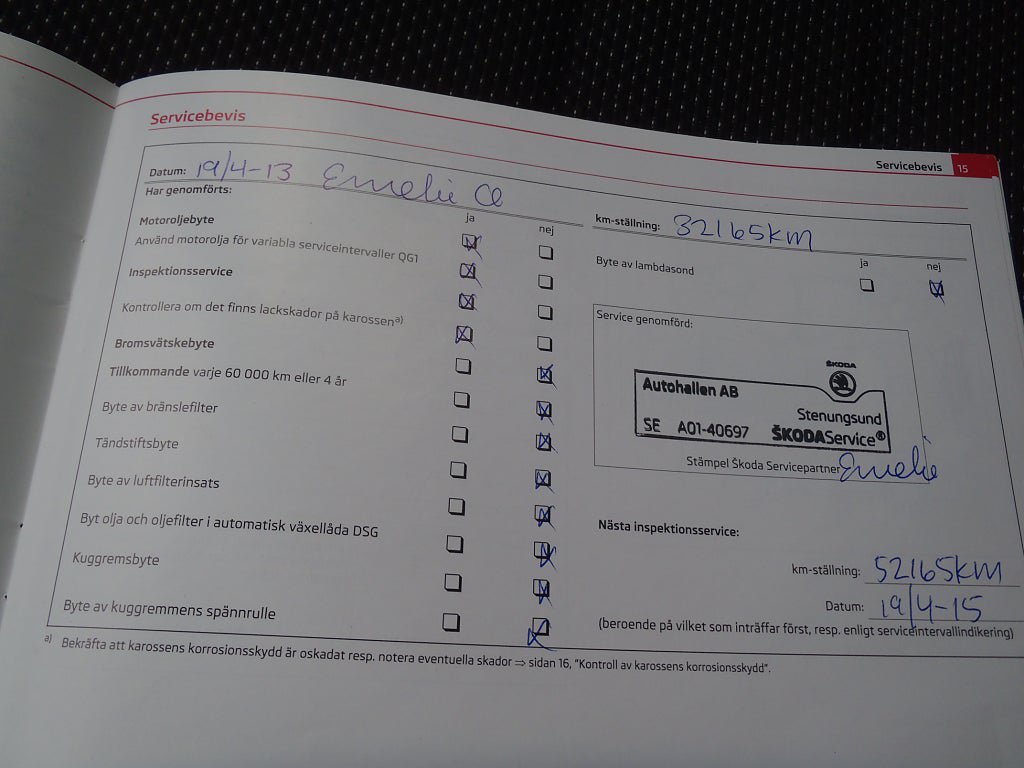 Servicebevis
Servicebevis 15
Datum: 19/4-13 Emelie O
Har genomförts:
ja nej
Motoroljebyte
Använd motorolja för variabla serviceintervaller QG1
Inspektionsservice
Kontrollera om det finns lackskador på karossen a)
Bromsvätskebyte
Tillkommande varje 60 000 km eller 4 år
Byte av bränslefilter
Tändstiftsbyte
Byte av luftfilterinsats
Byt olja och oljefilter i automatisk växellåda DSG
Kuggremsbyte
Byte av kuggremmens spännrulle
km-ställning: 32165KM
ja nej
Byte av lambdasond
Service genomförd:
ŠKODA
Autohallen AB
Stenungsund
SE A01-40697 ŠKODAService®
Stämpel Škoda Servicepartner Emelie
Nästa inspektionsservice:
km-ställning: 52165KM
Datum: 19/4-15
(beroende på vilket som inträffar först, resp. enligt serviceintervallindikering)
a) Bekräfta att karossens korrosionsskydd är oskadat resp. notera eventuella skador ⇒ sidan 16, "Kontroll av karossens korrosionsskydd".